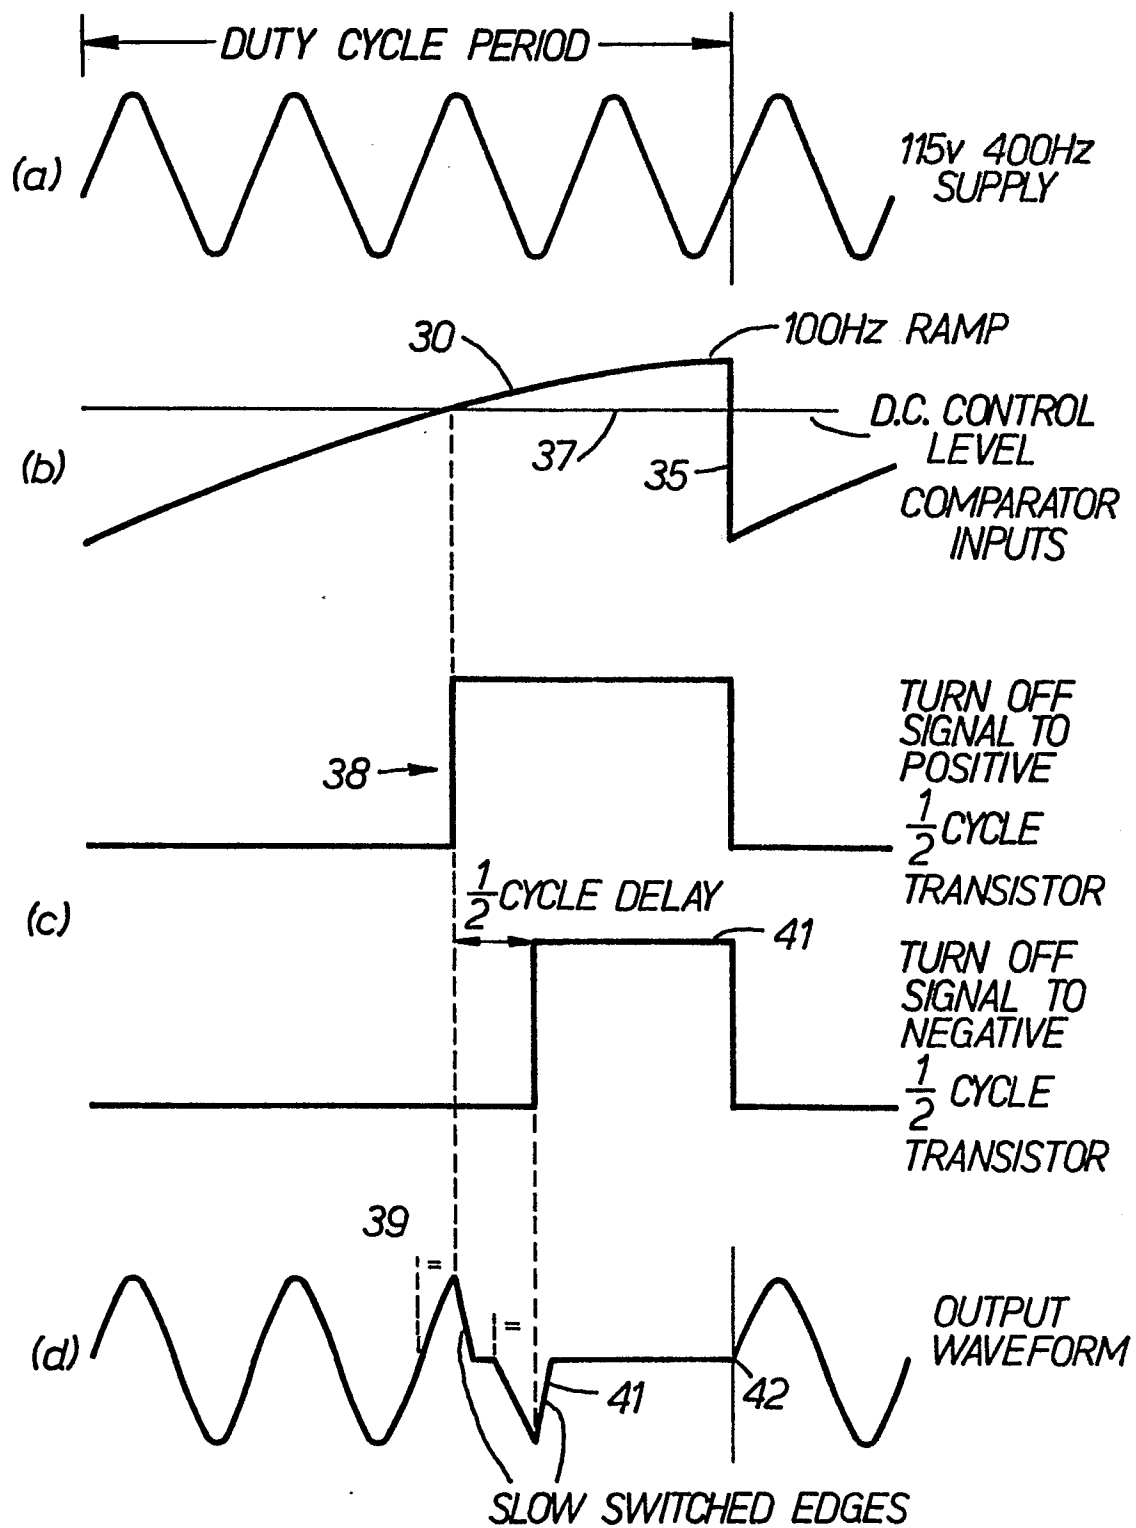 DUTY CYCLE PERIOD
(a)
115v 400Hz
SUPPLY
30
100Hz RAMP
D.C. CONTROL
LEVEL
37
35
(b)
COMPARATOR
INPUTS
TURN OFF
SIGNAL TO
POSITIVE
1/2 CYCLE
TRANSISTOR
38
1/2 CYCLE DELAY
(c)
41
TURN OFF
SIGNAL TO
NEGATIVE
1/2 CYCLE
TRANSISTOR
39
=
=
OUTPUT
WAVEFORM
(d)
41
42
SLOW SWITCHED EDGES